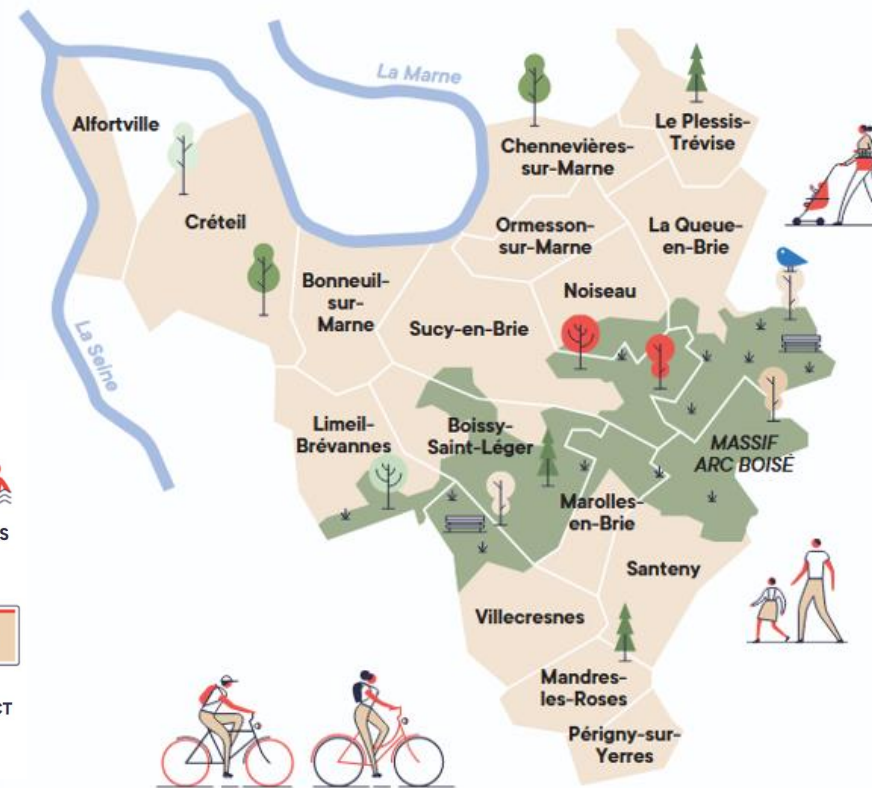 La Marne
Alfortville
Le Plessis-
Trévise
Chennevières-
sur-Marne
Créteil
Ormesson-
sur-Marne
La Queue-
en-Brie
Bonneuil-
sur-
Marne
Noiseau
Sucy-en-Brie
La Seine
Limeil-
Brévannes
Boissy-
Saint-Léger
MASSIF
ARC BOISÉ
Marolles-
en-Brie
S
Santeny
Villecresnes
Mandres-
les-Roses
CT
Périgny-sur-
Yerres